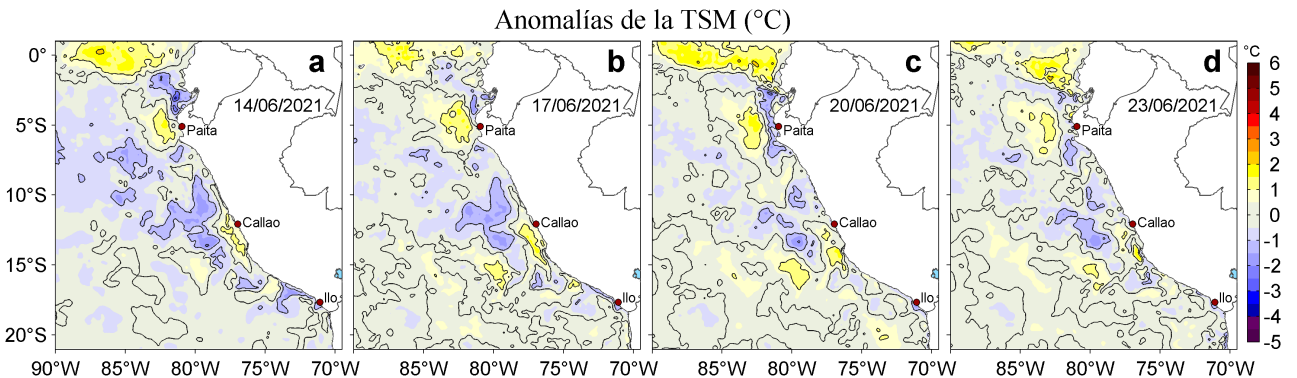 Anomalías de la TSM (°C)
a
14/06/2021
Paita
Callao
Ilo
b
17/06/2021
Paita
Callao
Ilo
c
20/06/2021
Paita
Callao
Ilo
d
23/06/2021
Paita
Callao
Ilo
0°
5°S
10°S
15°S
20°S
90°W 85°W 80°W 75°W 70°W
85°W 80°W 75°W 70°W
85°W 80°W 75°W 70°W
85°W 80°W 75°W 70°W
°C
6
5
4
3
2
1
0
-1
-2
-3
-4
-5